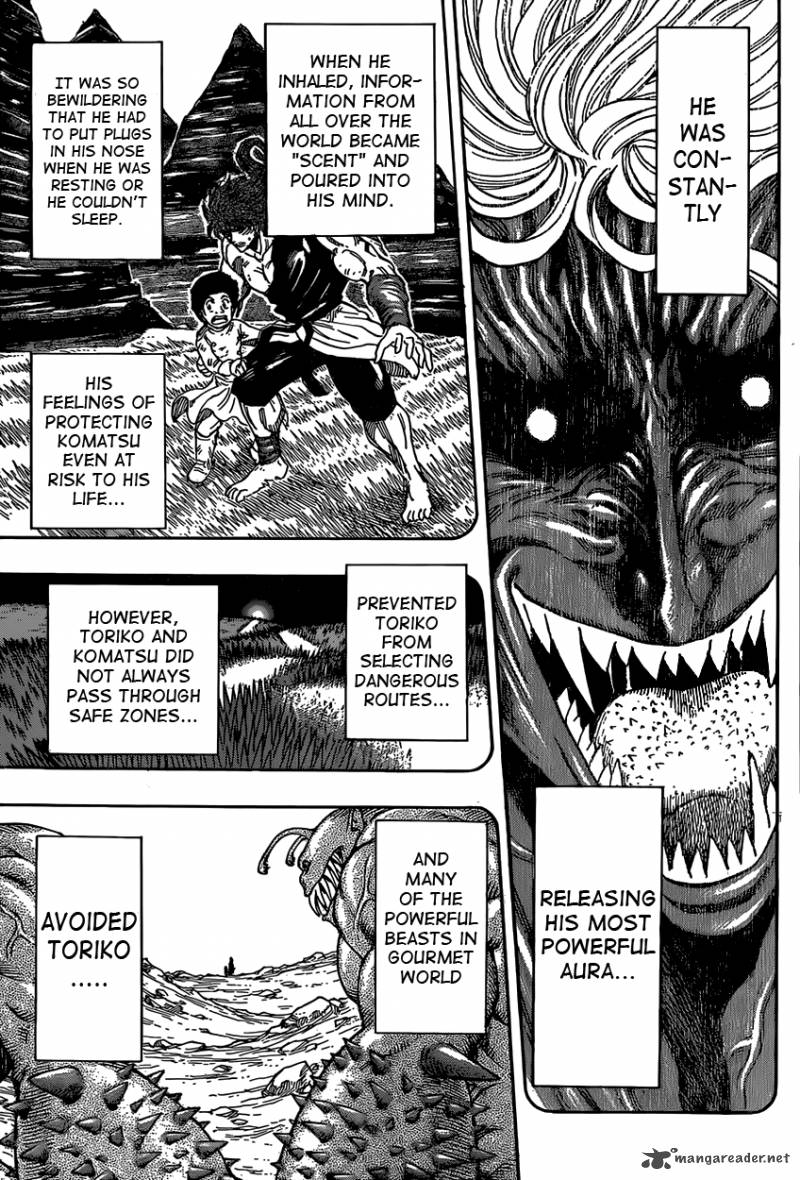 HE
WAS
CON-
STAN-
TLY
RELEASING
HIS MOST
POWERFUL
AURA...
WHEN HE
INHALED, INFOR-
MATION FROM
ALL OVER THE
WORLD BECAME
"SCENT" AND
POURED INTO
HIS MIND.
IT WAS SO
BEWILDERING
THAT HE HAD
TO PUT PLUGS
IN HIS NOSE
WHEN HE WAS
RESTING OR
HE COULDN'T
SLEEP.
HIS
FEELINGS OF
PROTECTING
KOMATSU
EVEN AT
RISK TO HIS
LIFE...
PREVENTED
TORIKO
FROM
SELECTING
DANGEROUS
ROUTES...
HOWEVER,
TORIKO AND
KOMATSU DID
NOT ALWAYS
PASS THROUGH
SAFE ZONES...
AND
MANY
OF THE
POWERFUL
BEASTS IN
GOURMET
WORLD
AVOIDED
TORIKO
.....
mangareader.net